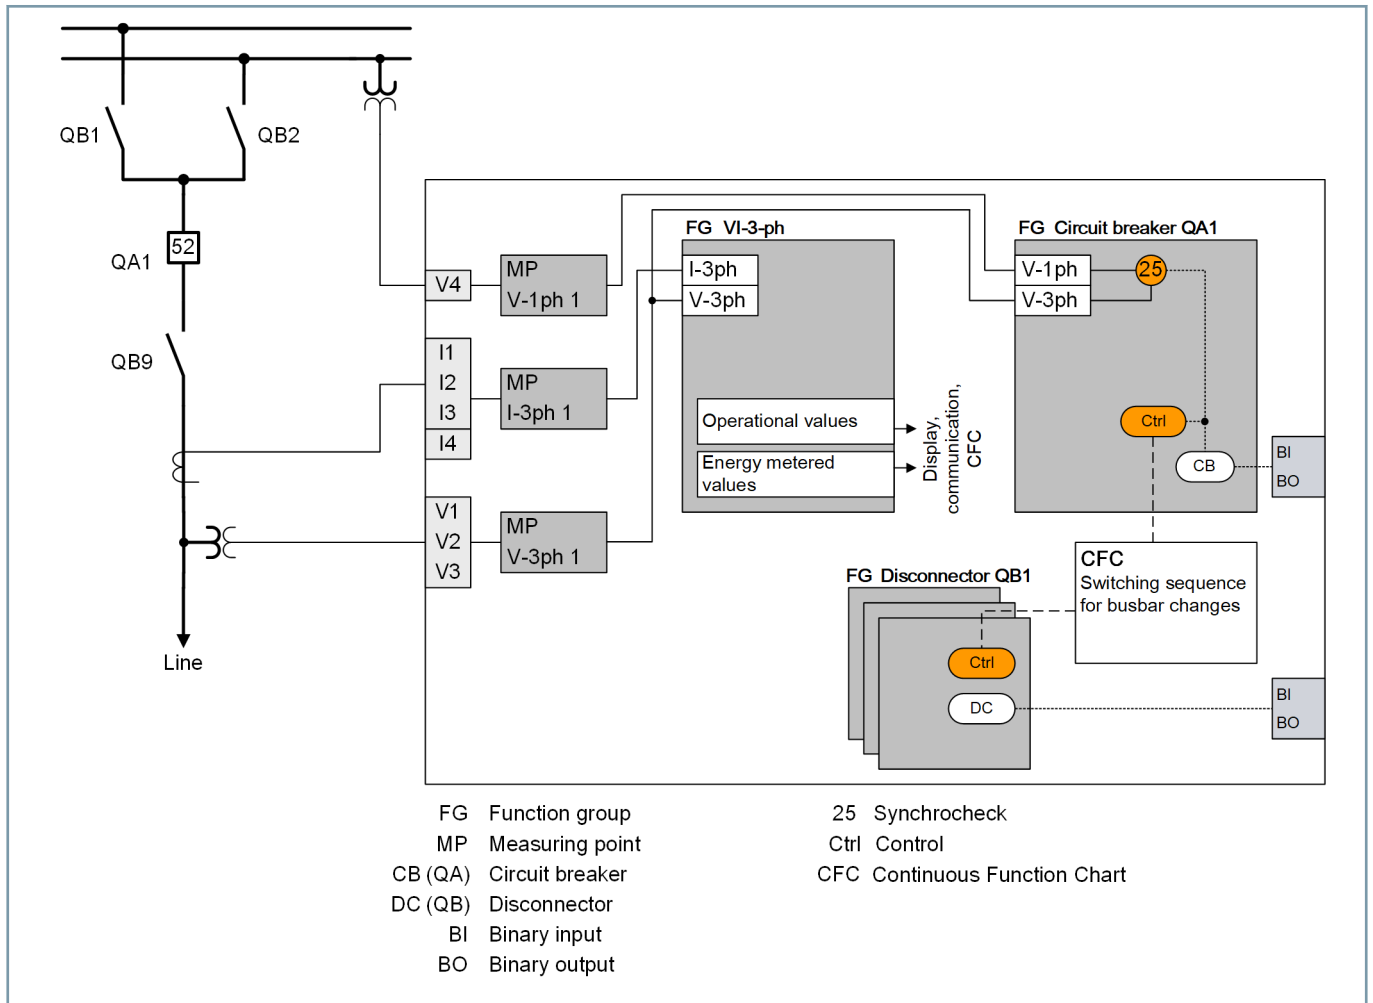 QB1
QB2
52
QA1
QB9
Line
V4
I1
I2
I3
I4
V1
V2
V3
MP
V-1ph 1
MP
I-3ph 1
MP
V-3ph 1
FG VI-3-ph
I-3ph
V-3ph
Operational values
Energy metered
values
Display,
communication,
CFC
FG Circuit breaker QA1
V-1ph
V-3ph
25
Ctrl
CB
BI
BO
CFC
Switching sequence
for busbar changes
FG Disconnector QB1
Ctrl
DC
BI
BO
FG Function group
MP Measuring point
CB (QA) Circuit breaker
DC (QB) Disconnector
BI Binary input
BO Binary output
25 Synchrocheck
Ctrl Control
CFC Continuous Function Chart